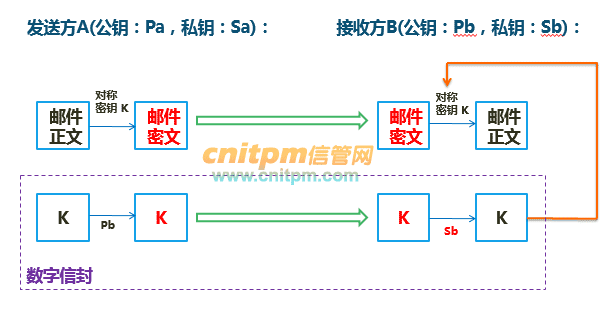 发送方A(公钥：Pa，私钥：Sa)：
接收方B(公钥：Pb，私钥：Sb)：
邮件
正文
对称
密钥 K
邮件
密文
邮件
密文
对称
密钥 K
邮件
正文
cnitpm信管网
www.cnitpm.com
K
Pb
K
K
Sb
K
数字信封